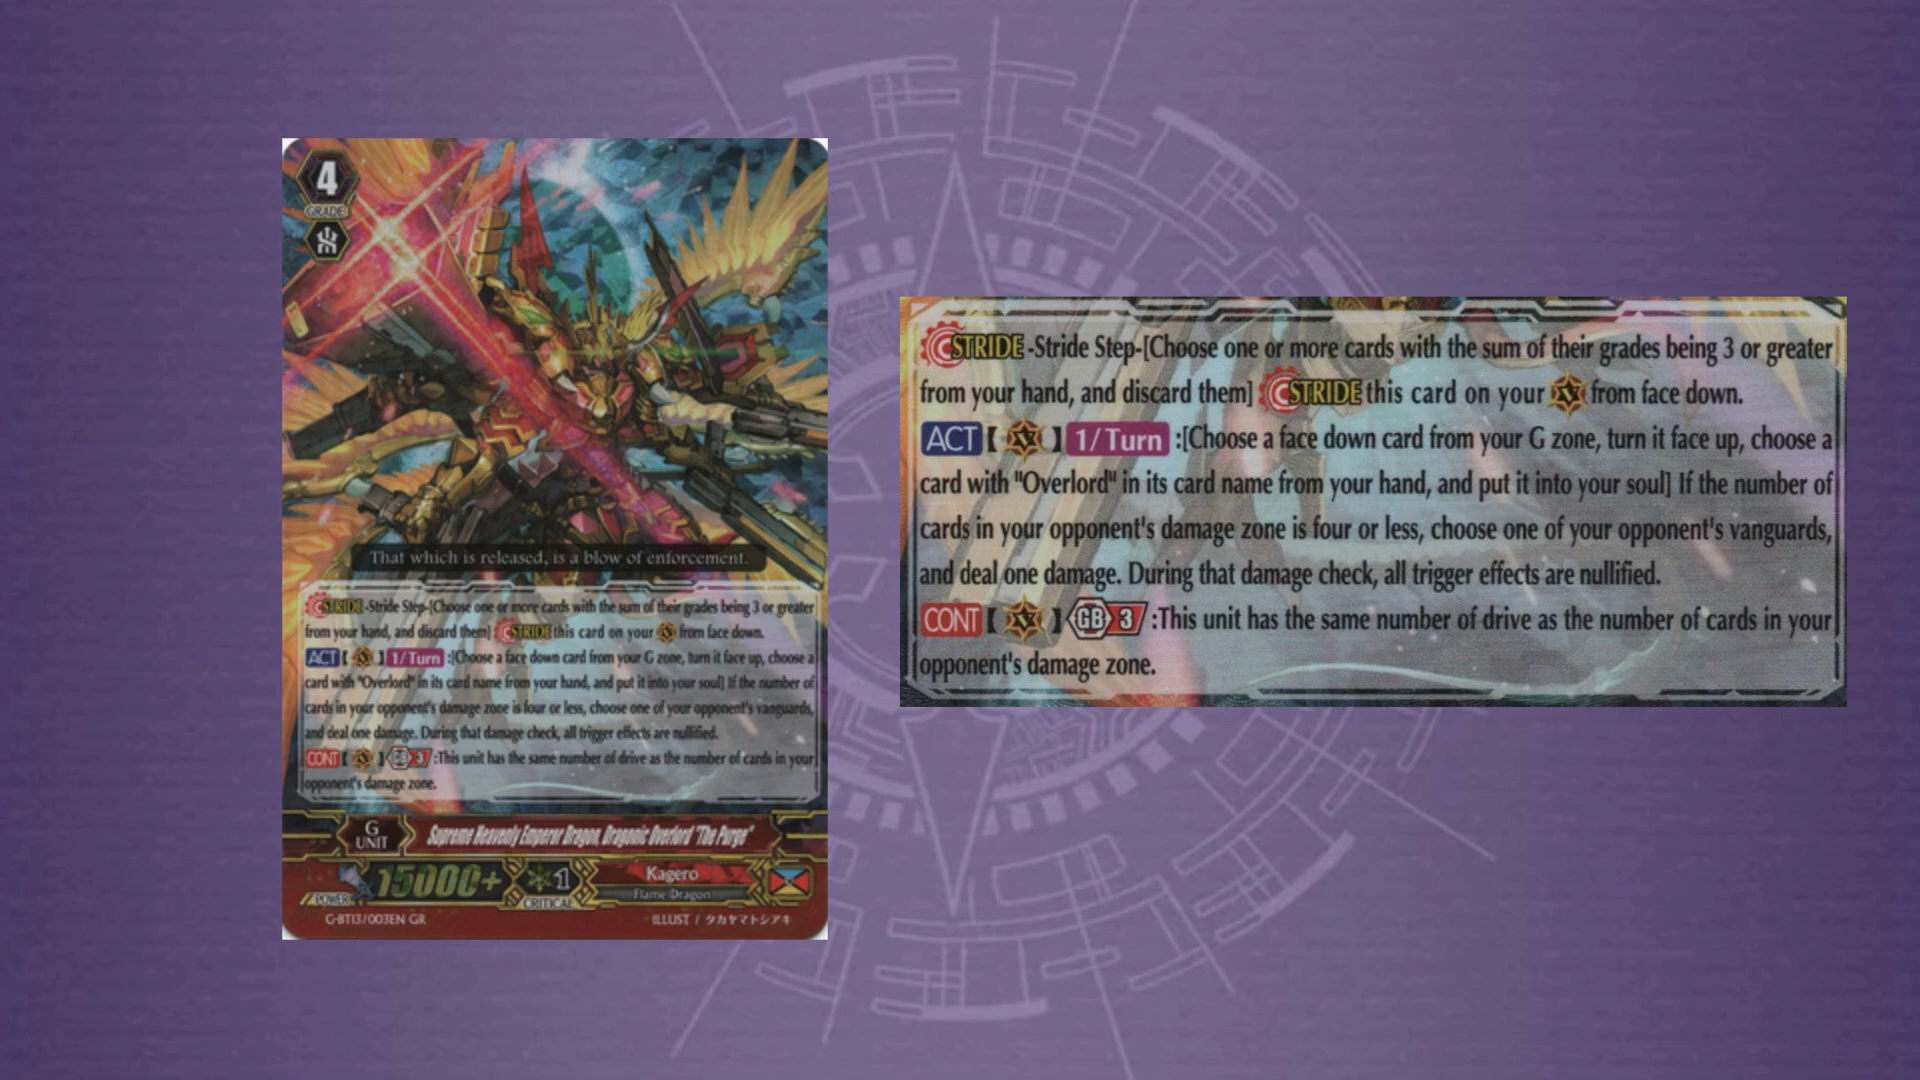 4
GRADE
That which is released, is a blow of enforcement.
STRIDE -Stride Step-[Choose one or more cards with the sum of their grades being 3 or greater
from your hand, and discard them] STRIDE this card on your V from face down.
ACT【 V 】 1/Turn :[Choose a face down card from your G zone, turn it face up, choose a
card with "Overlord" in its card name from your hand, and put it into your soul] If the number of
cards in your opponent's damage zone is four or less, choose one of your opponent's vanguards,
and deal one damage. During that damage check, all trigger effects are nullified.
CONT【 V 】 GB 3 :This unit has the same number of drive as the number of cards in your
opponent's damage zone.
G
UNIT
Supreme Heavenly Emperor Dragon, Dragonic Overlord "The Purge"
POWER 15000+
1
CRITICAL
Kagero
Flame Dragon
G-BT13/003EN GR
ILLUST / タカヤマトシアキ
STRIDE -Stride Step-[Choose one or more cards with the sum of their grades being 3 or greater
from your hand, and discard them] STRIDE this card on your V from face down.
ACT【 V 】 1/Turn :[Choose a face down card from your G zone, turn it face up, choose a
card with "Overlord" in its card name from your hand, and put it into your soul] If the number of
cards in your opponent's damage zone is four or less, choose one of your opponent's vanguards,
and deal one damage. During that damage check, all trigger effects are nullified.
CONT【 V 】 GB 3 :This unit has the same number of drive as the number of cards in your
opponent's damage zone.